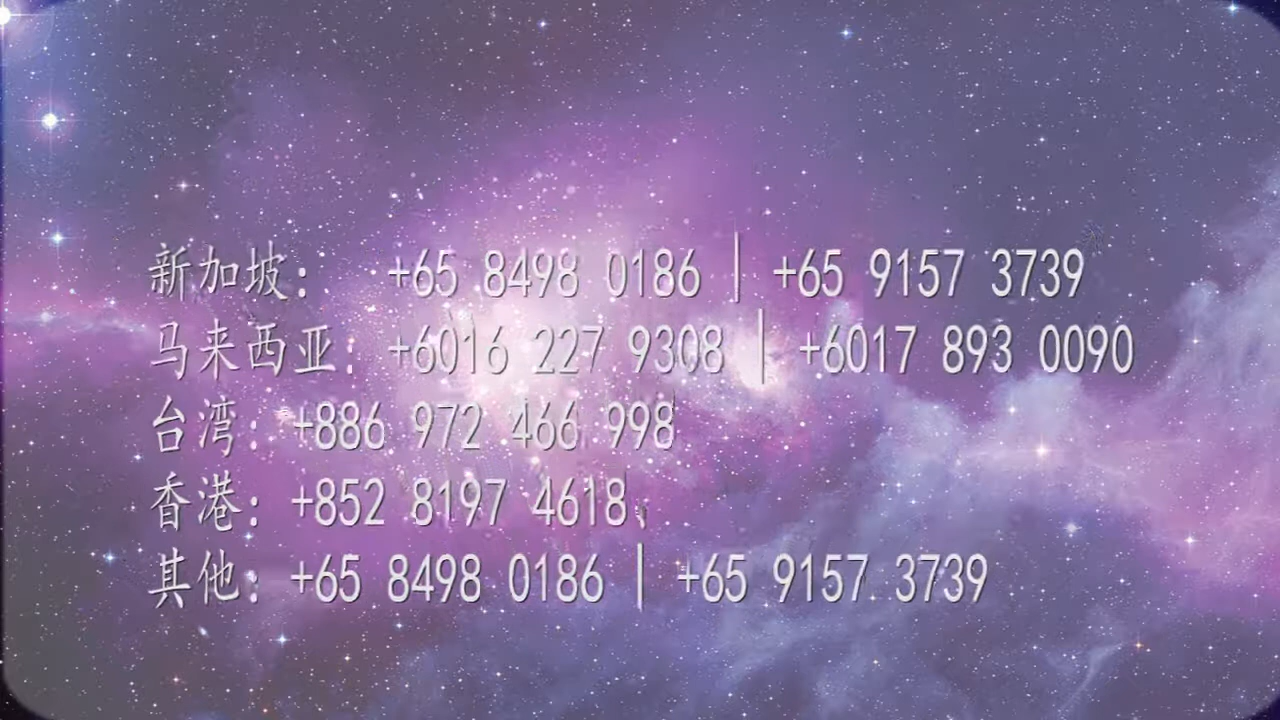 新加坡: +65 8498 0186 | +65 9157 3739
马来西亚: +6016 227 9308 | +6017 893 0090
台湾: +886 972 466 998
香港: +852 8197 4618
其他: +65 8498 0186 | +65 9157 3739